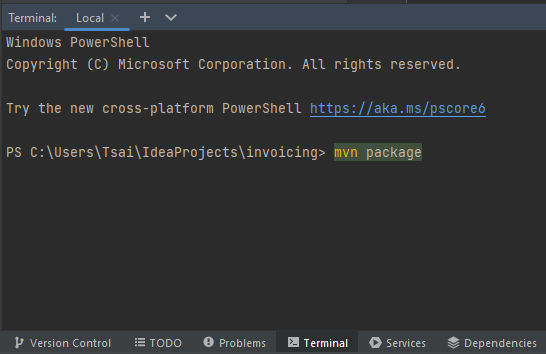 Terminal: Local × + 
Windows PowerShell
Copyright (C) Microsoft Corporation. All rights reserved.
Try the new cross-platform PowerShell https://aka.ms/pscore6
PS C:\Users\Tsai\IdeaProjects\invoicing> mvn package
Version Control TODO Problems Terminal Services Dependencies